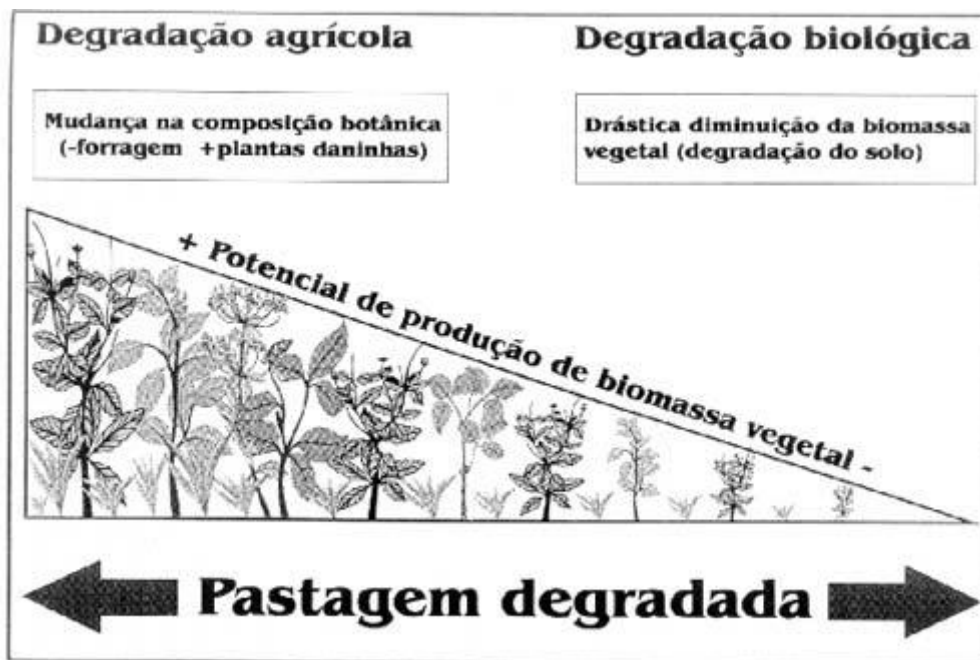 Degradação agrícola
Degradação biológica
Mudança na composição botânica
(-forragem +plantas daninhas)
Drástica diminuição da biomassa
vegetal (degradação do solo)
+ Potencial de produção de biomassa vegetal -
Pastagem degradada